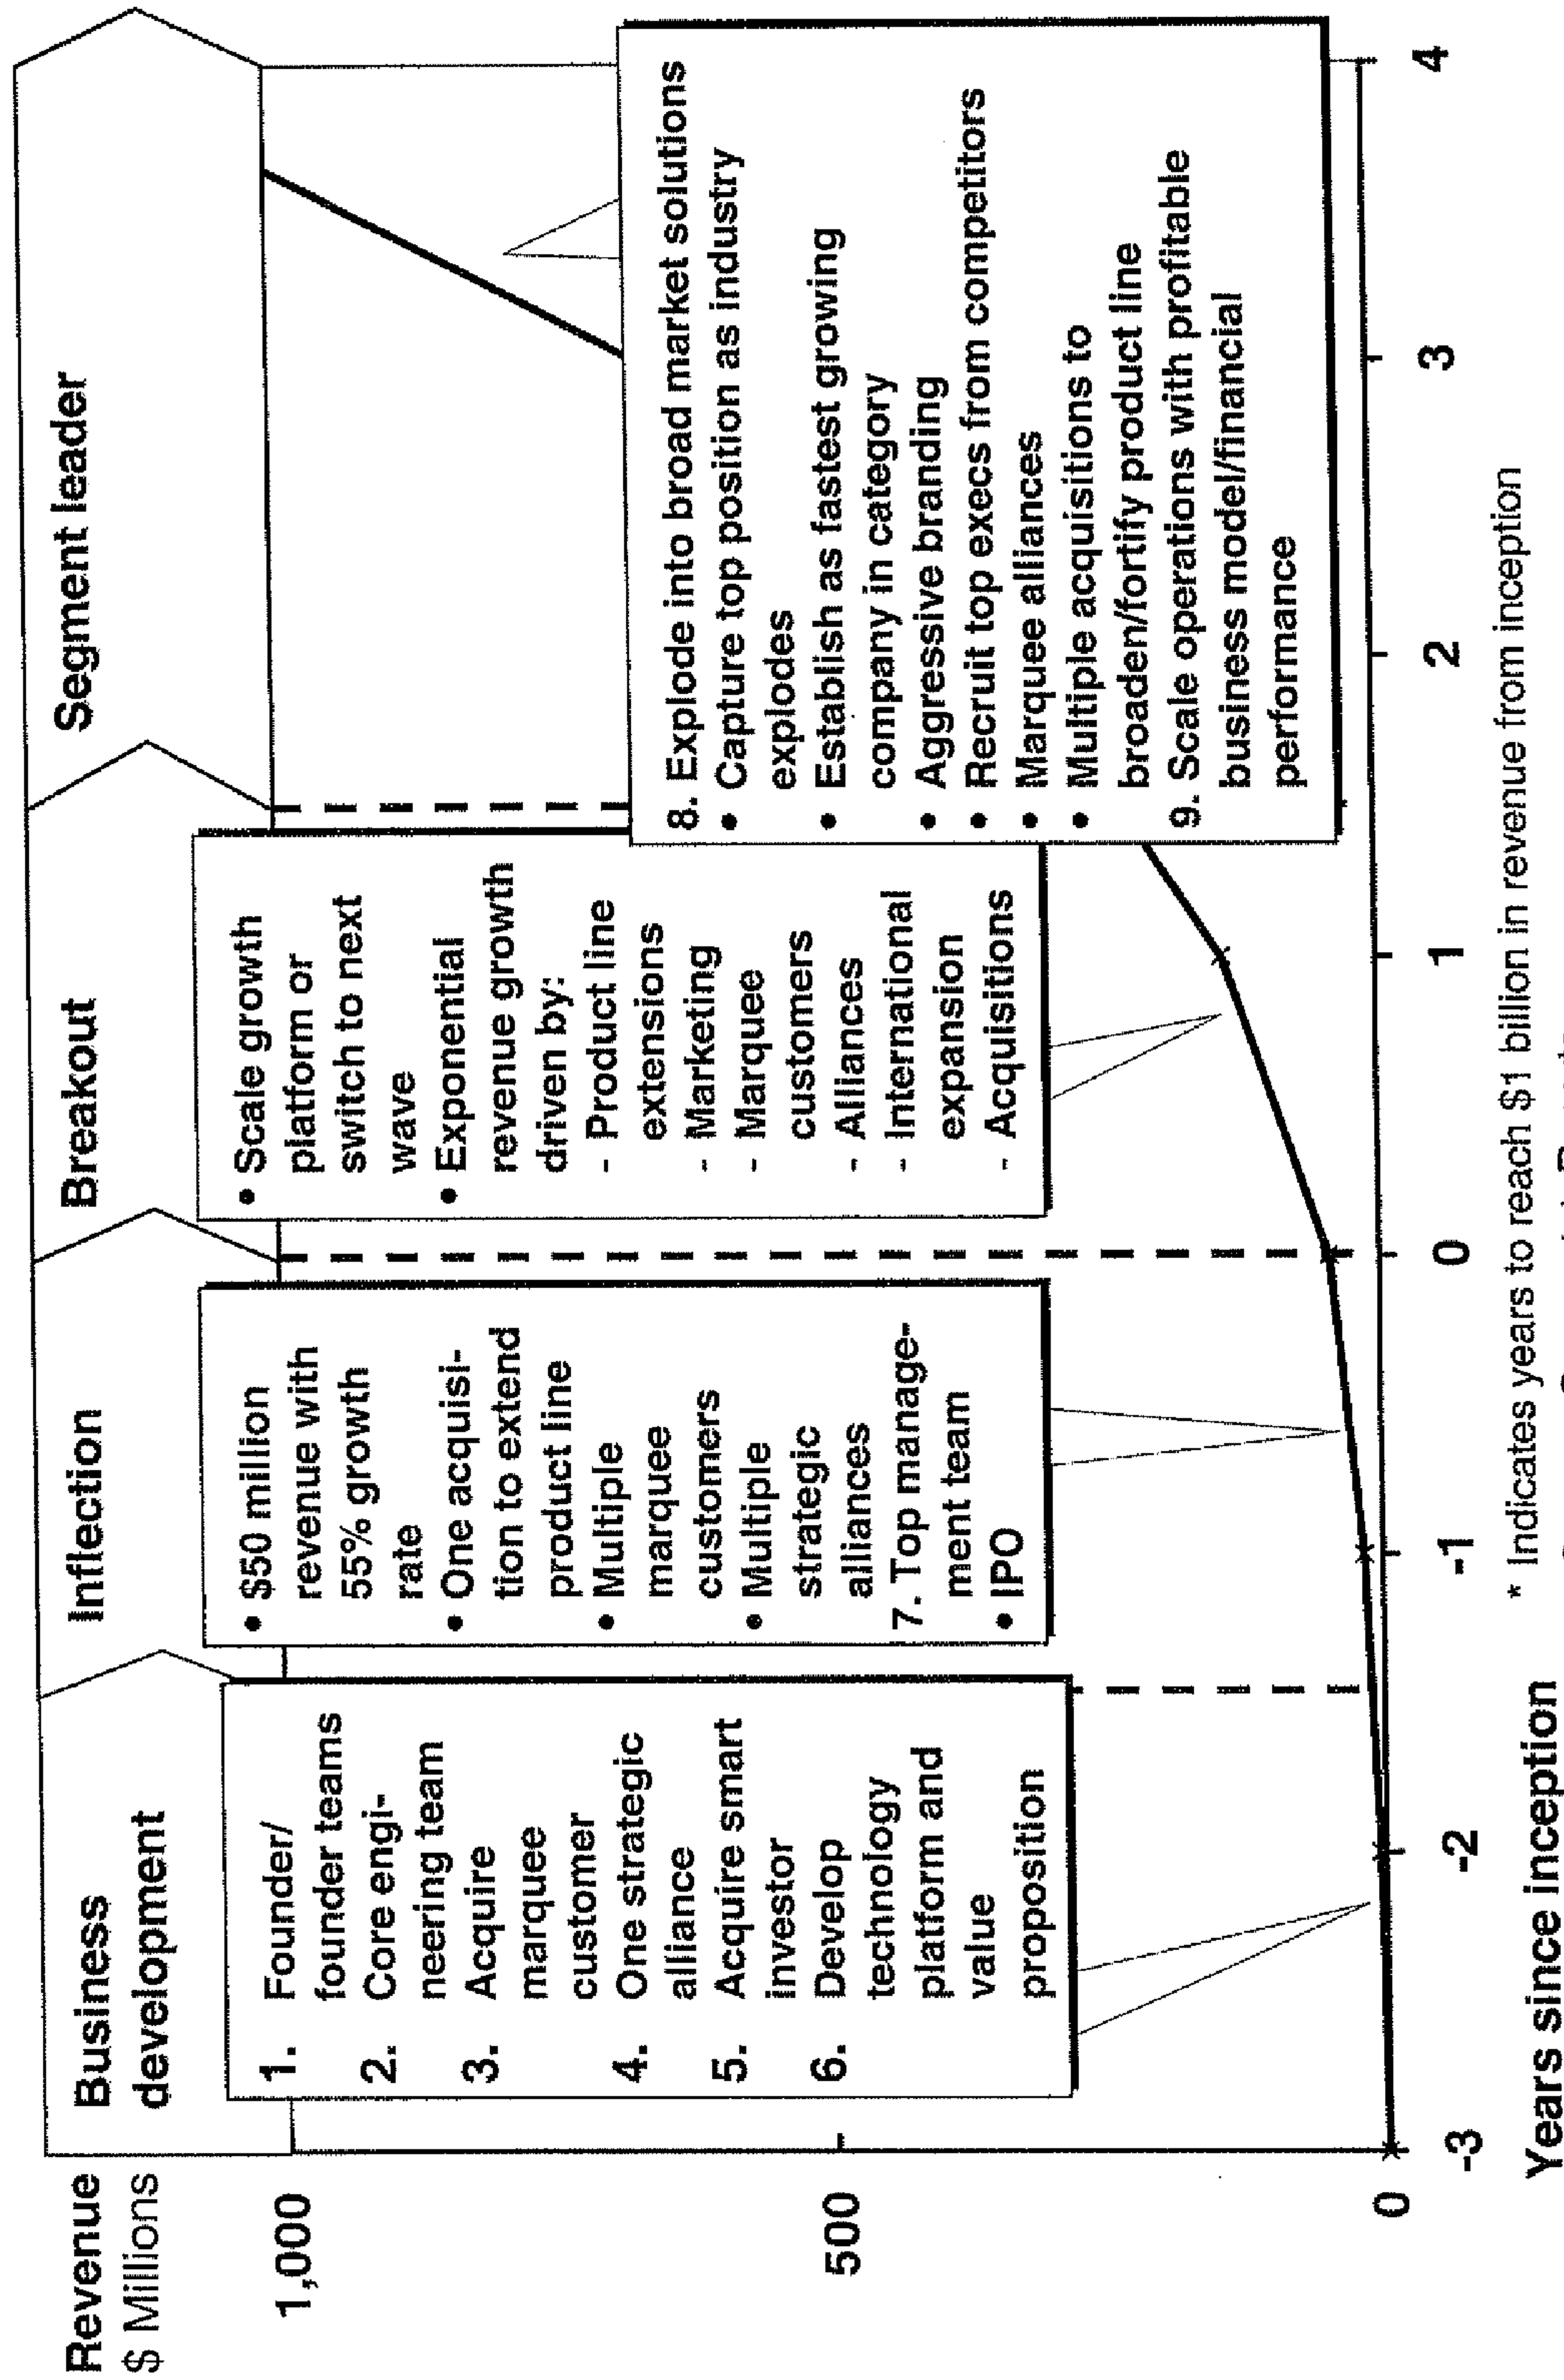 Revenue
$ Millions
Business
development
Inflection
Breakout
Segment leader
1,000
500
0
1. Founder/
founder teams
2. Core engi-
neering team
3. Acquire
marquee
customer
4. One strategic
alliance
5. Acquire smart
investor
6. Develop
technology
platform and
value
proposition
• $50 million
revenue with
55% growth
rate
• One acquisi-
tion to extend
product line
• Multiple
marquee
customers
• Multiple
strategic
alliances
7. Top manage-
ment team
• IPO
• Scale growth
platform or
switch to next
wave
• Exponential
revenue growth
driven by:
- Product line
extensions
- Marketing
- Marquee
customers
- Alliances
- International
expansion
- Acquisitions
8. Explode into broad market solutions
• Capture top position as industry
explodes
• Establish as fastest growing
company in category
• Aggressive branding
• Recruit top execs from competitors
• Marquee alliances
• Multiple acquisitions to
broaden/fortify product line
9. Scale operations with profitable
business model/financial
performance
-3 -2 -1 0 1 2 3 4
Years since inception
* Indicates years to reach $1 billion in revenue from inception